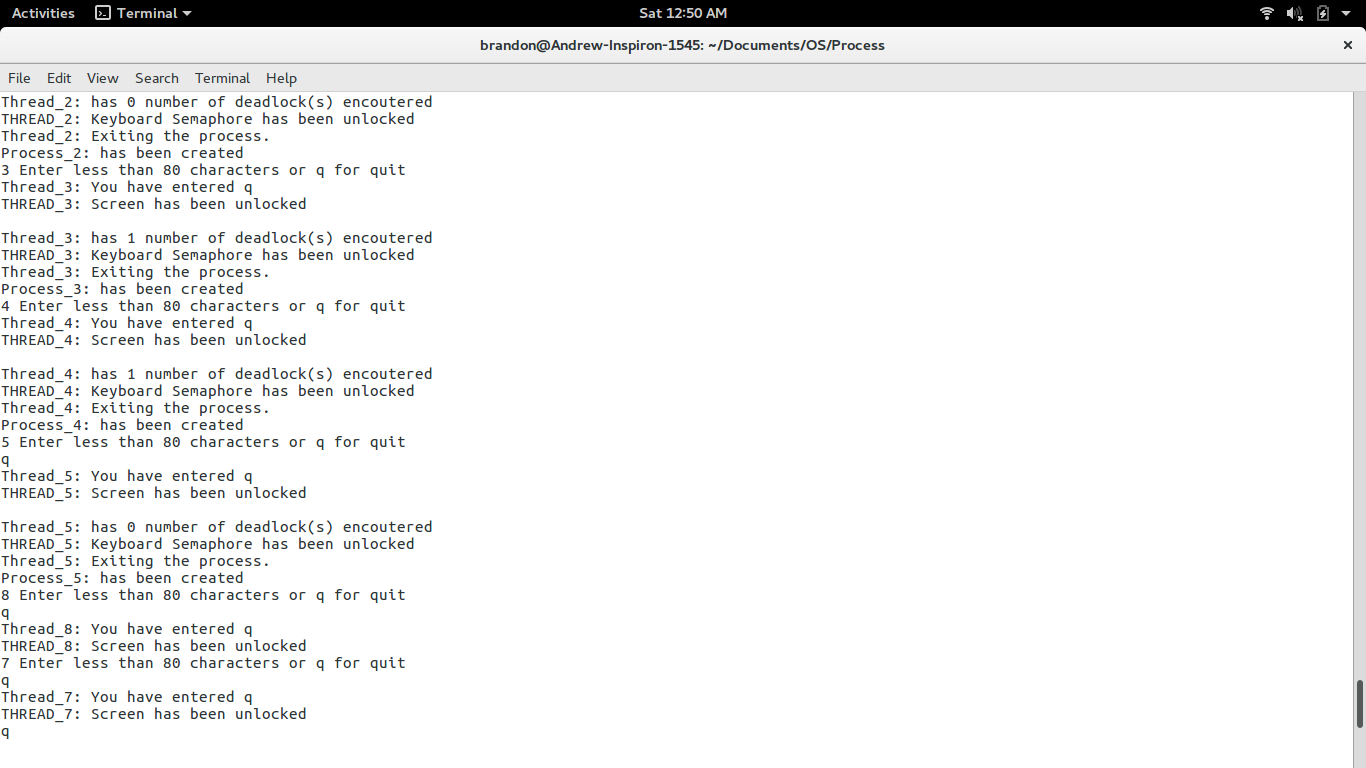 Activities Terminal Sat 12:50 AM
brandon@Andrew-Inspiron-1545: ~/Documents/OS/Process ×
File Edit View Search Terminal Help
Thread_2: has 0 number of deadlock(s) encoutered
THREAD_2: Keyboard Semaphore has been unlocked
Thread_2: Exiting the process.
Process_2: has been created
3 Enter less than 80 characters or q for quit
Thread_3: You have entered q
THREAD_3: Screen has been unlocked
Thread_3: has 1 number of deadlock(s) encoutered
THREAD_3: Keyboard Semaphore has been unlocked
Thread_3: Exiting the process.
Process_3: has been created
4 Enter less than 80 characters or q for quit
Thread_4: You have entered q
THREAD_4: Screen has been unlocked
Thread_4: has 1 number of deadlock(s) encoutered
THREAD_4: Keyboard Semaphore has been unlocked
Thread_4: Exiting the process.
Process_4: has been created
5 Enter less than 80 characters or q for quit
q
Thread_5: You have entered q
THREAD_5: Screen has been unlocked
Thread_5: has 0 number of deadlock(s) encoutered
THREAD_5: Keyboard Semaphore has been unlocked
Thread_5: Exiting the process.
Process_5: has been created
8 Enter less than 80 characters or q for quit
q
Thread_8: You have entered q
THREAD_8: Screen has been unlocked
7 Enter less than 80 characters or q for quit
q
Thread_7: You have entered q
THREAD_7: Screen has been unlocked
q